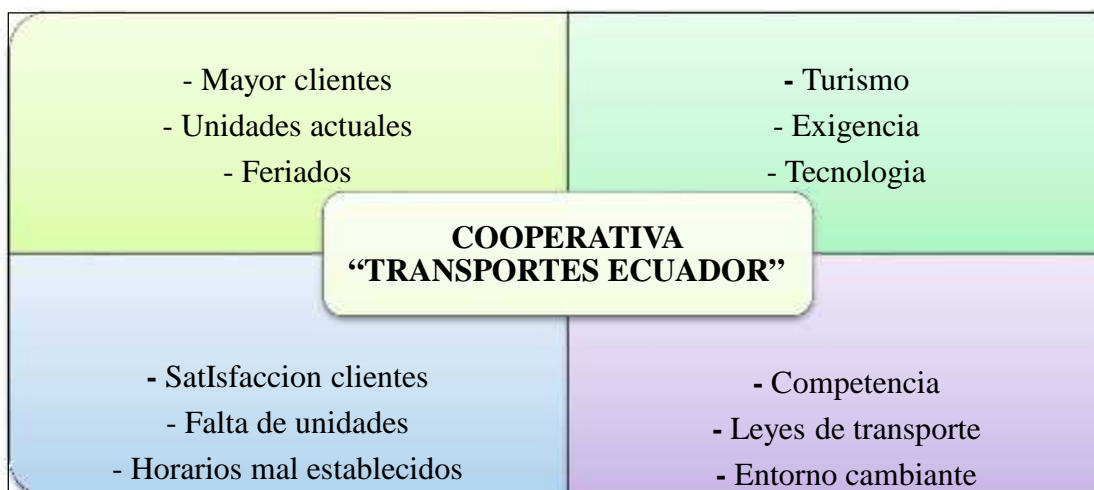 - Mayor clientes
- Unidades actuales
- Feriados
- Turismo
- Exigencia
- Tecnologia
COOPERATIVA
“TRANSPORTES ECUADOR”
- SatIsfaccion clientes
- Falta de unidades
- Horarios mal establecidos
- Competencia
- Leyes de transporte
- Entorno cambiante